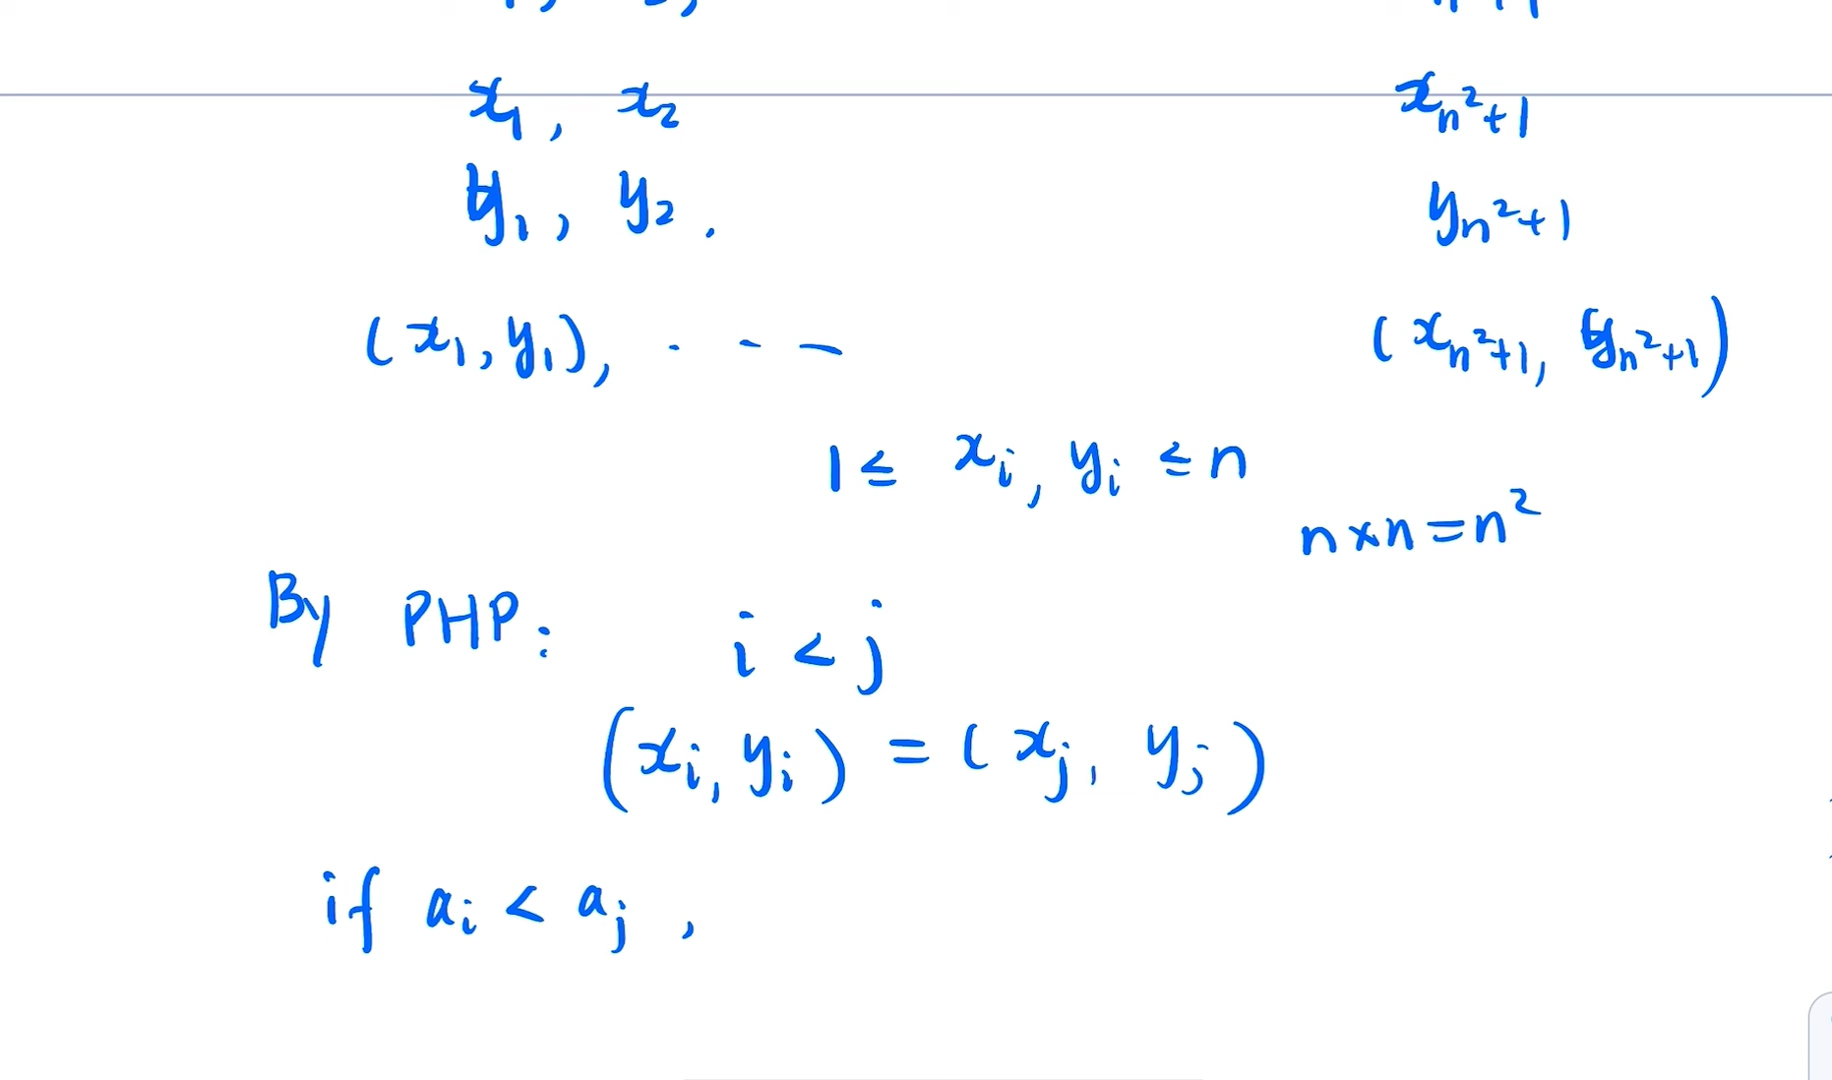 x₁, x₂ xₙ²₊₁
y₁, y₂. yₙ²₊₁
(x₁, y₁), . - - (xₙ²₊₁, yₙ²₊₁)
1 ≤ xᵢ, yᵢ ≤ n
n×n=n²
By PHP: i < j
(xᵢ, yᵢ) = (xⱼ, yⱼ)
if aᵢ < aⱼ ,